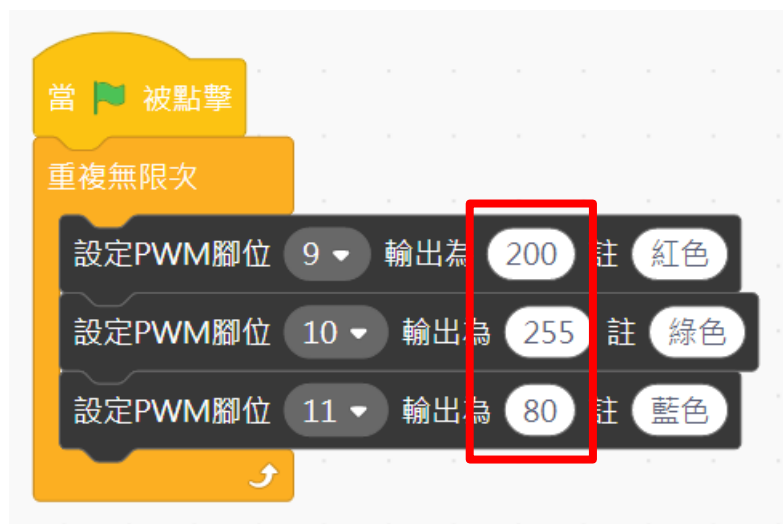 當 被點擊
重複無限次
設定PWM腳位 9 輸出為 200 註 紅色
設定PWM腳位 10 輸出為 255 註 綠色
設定PWM腳位 11 輸出為 80 註 藍色